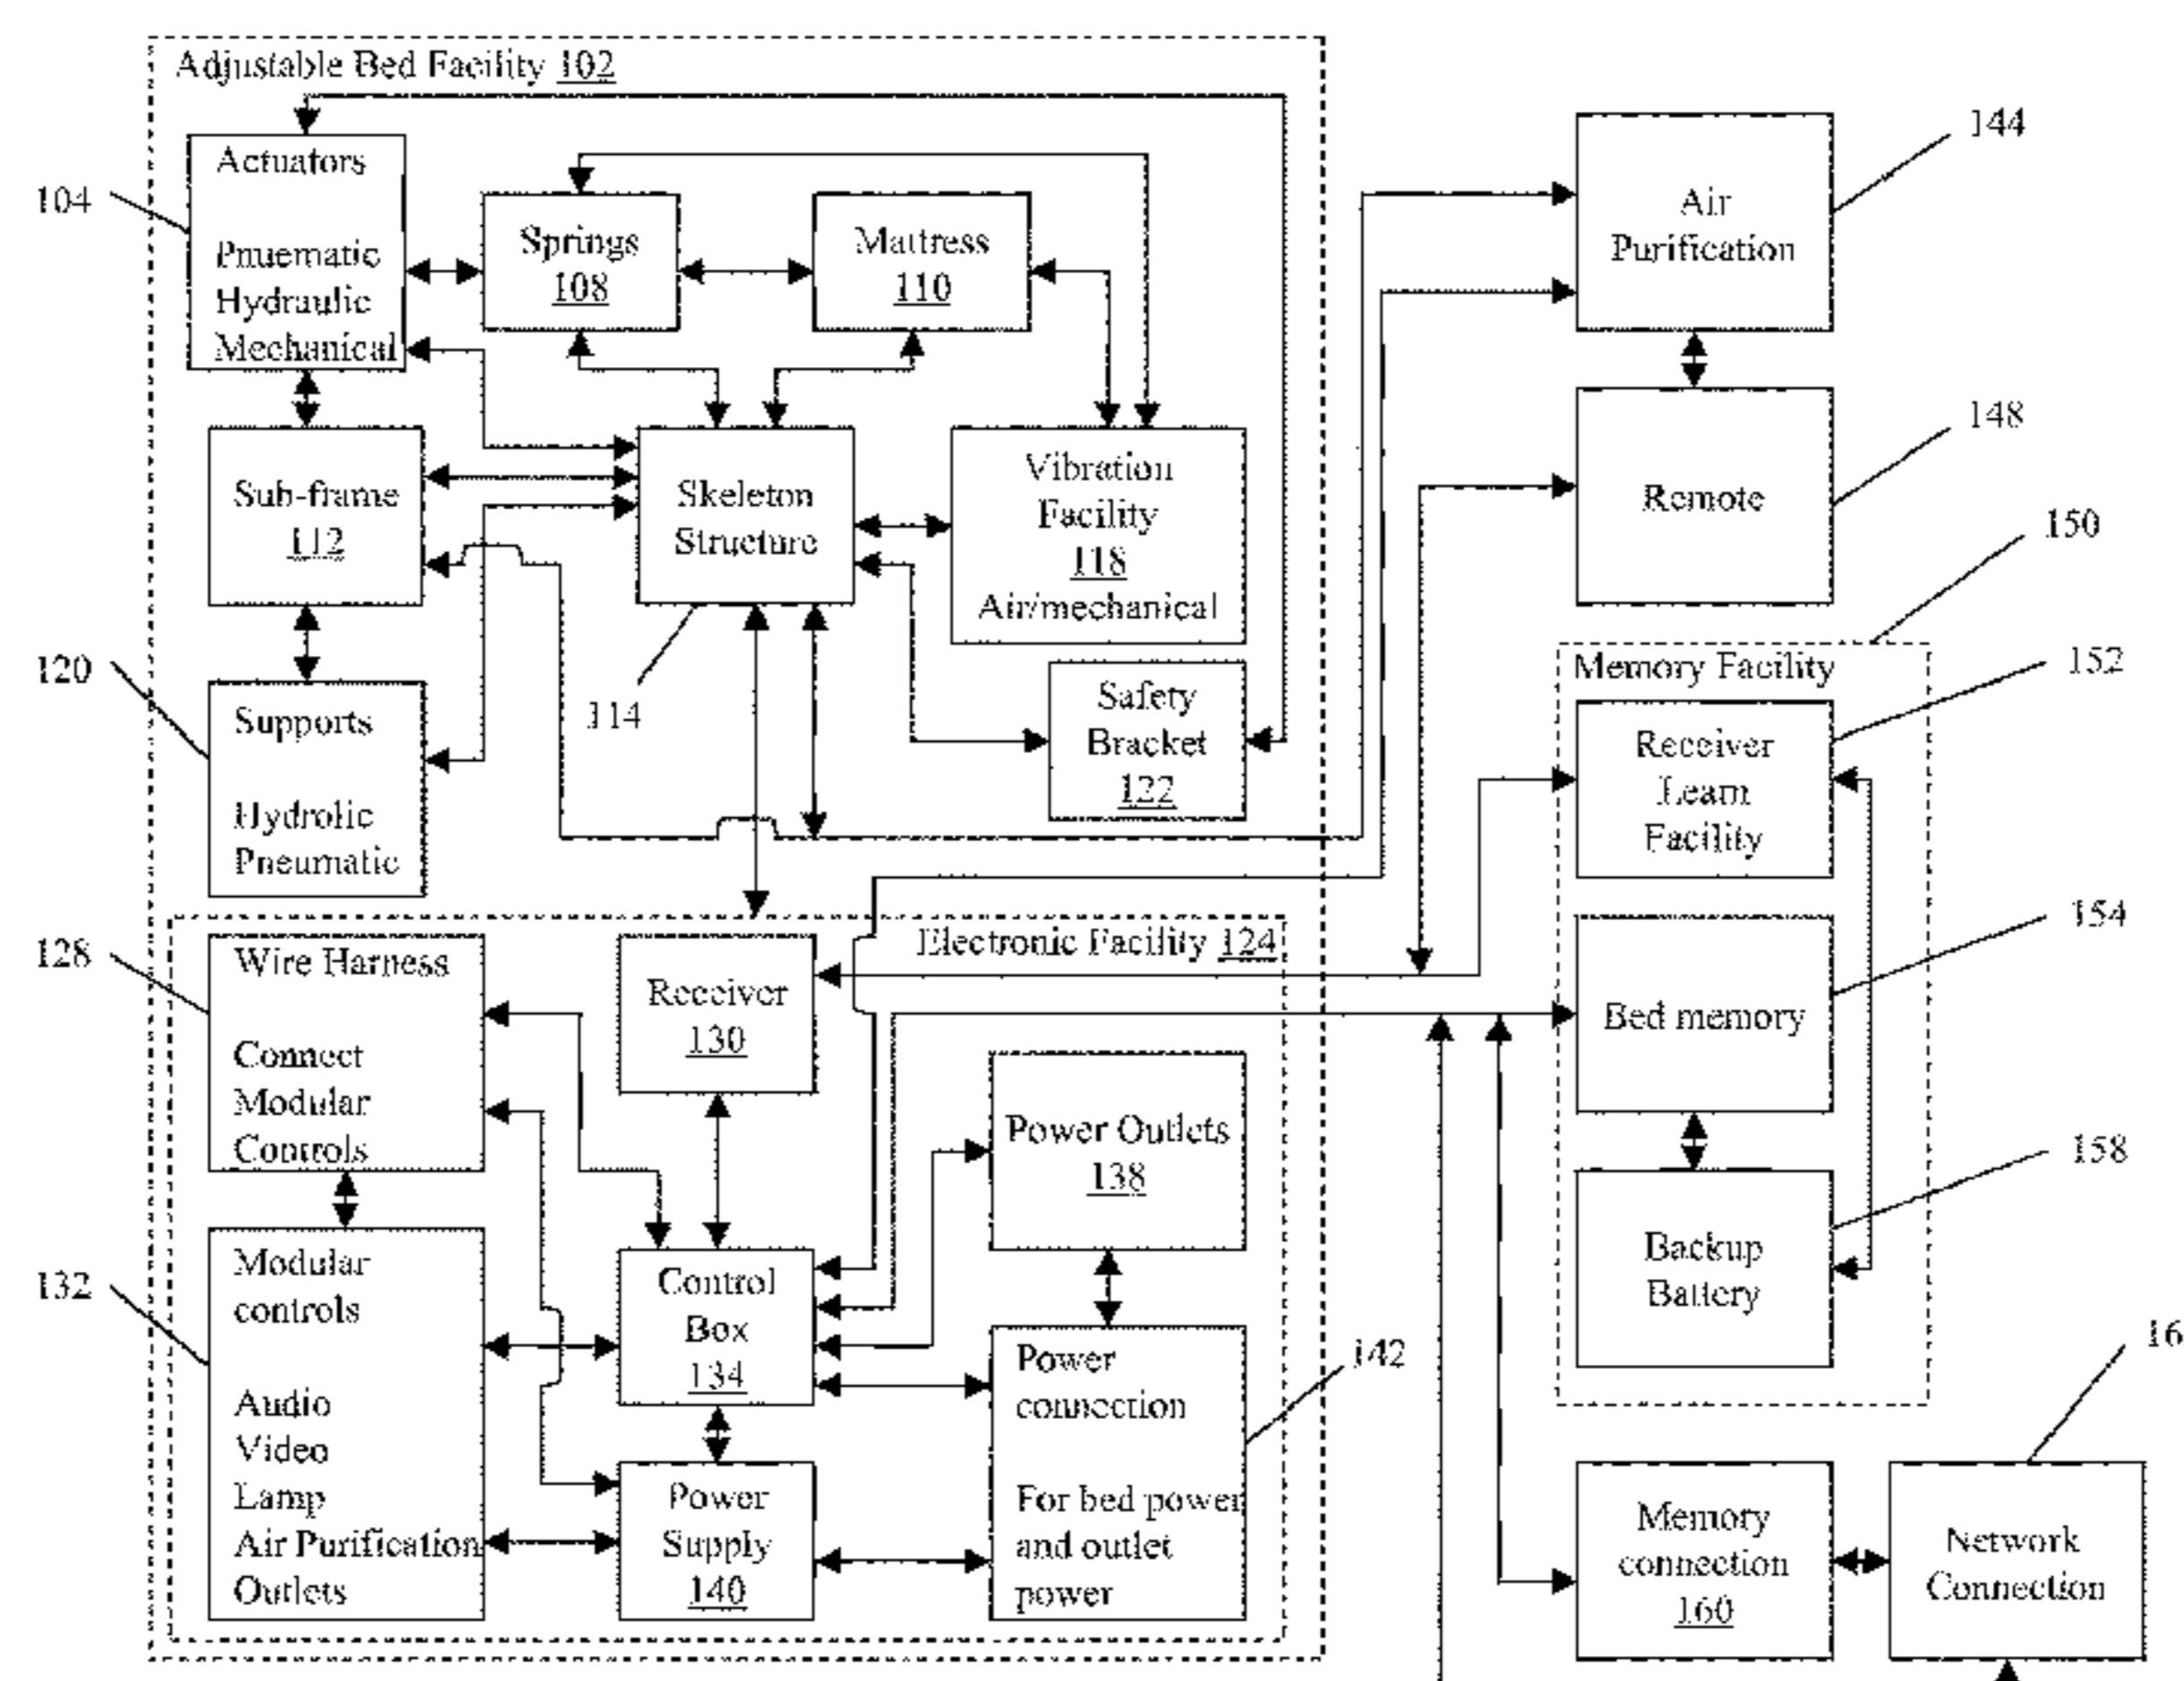 Adjustable Bed Facility 102
Actuators
Pnuematic
Hydraulic
Mechanical
104
Springs
108
Mattress
110
Sub-frame
112
Skeleton
Structure
114
Vibration
Facility
118
Air/mechanical
Safety
Bracket
122
120
Supports
Hydrolic
Pneumatic
Electronic Facility 124
128
Wire Harness
Connect
Modular
Controls
Receiver
130
132
Modular
controls
Audio
Video
Lamp
Air Purification
Outlets
Control
Box
134
Power Outlets
138
Power
Supply
140
Power
connection
For bed power
and outlet
power
142
Air
Purification
144
Remote
148
150
Memory Facility
Receiver
Learn
Facility
152
Bed memory
154
Backup
Battery
158
Memory
connection
160
Network
Connection
16